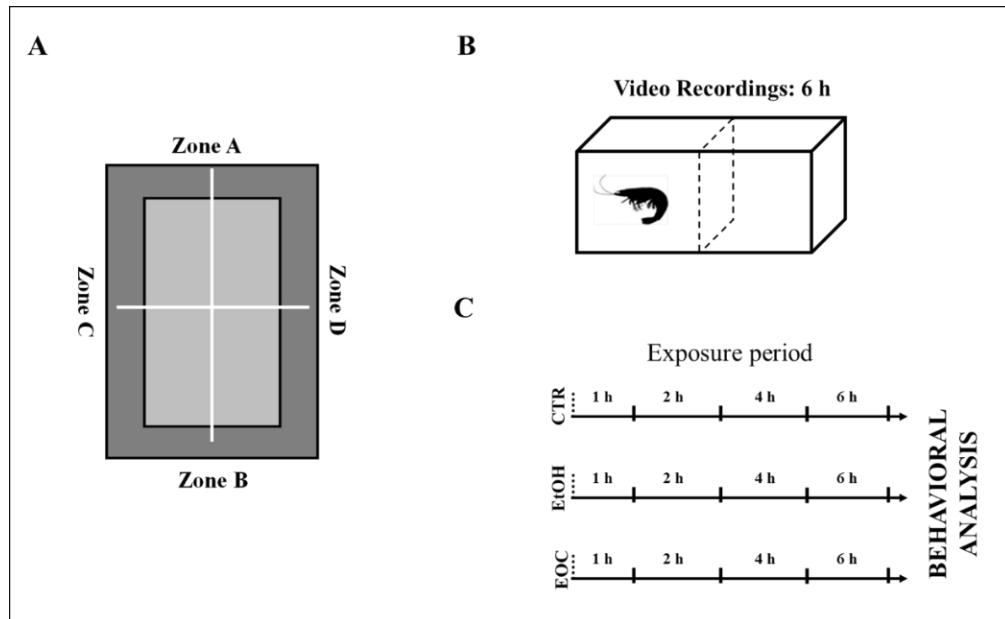 A
Zone A
Zone C
Zone D
Zone B
B
Video Recordings: 6 h
C
Exposure period
CTR 1 h 2 h 4 h 6 h
EtOH 1 h 2 h 4 h 6 h
EOC 1 h 2 h 4 h 6 h
BEHAVIORAL
ANALYSIS